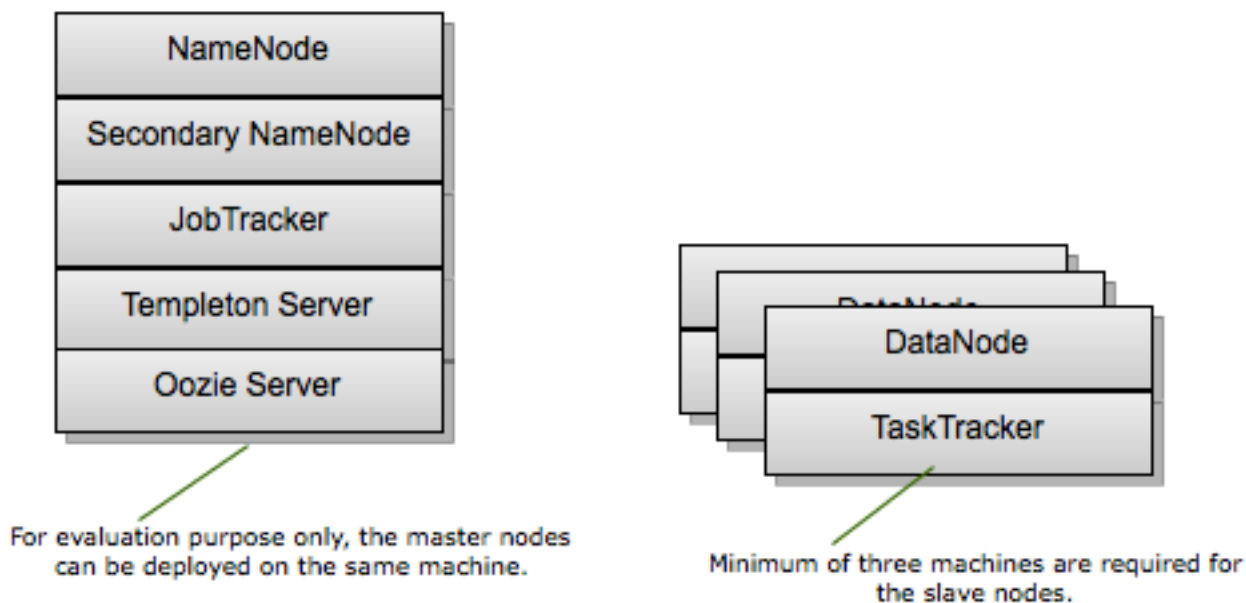 NameNode
Secondary NameNode
JobTracker
Templeton Server
Oozie Server
For evaluation purpose only, the master nodes
can be deployed on the same machine.
DataNode
DataNode
TaskTracker
Minimum of three machines are required for
the slave nodes.